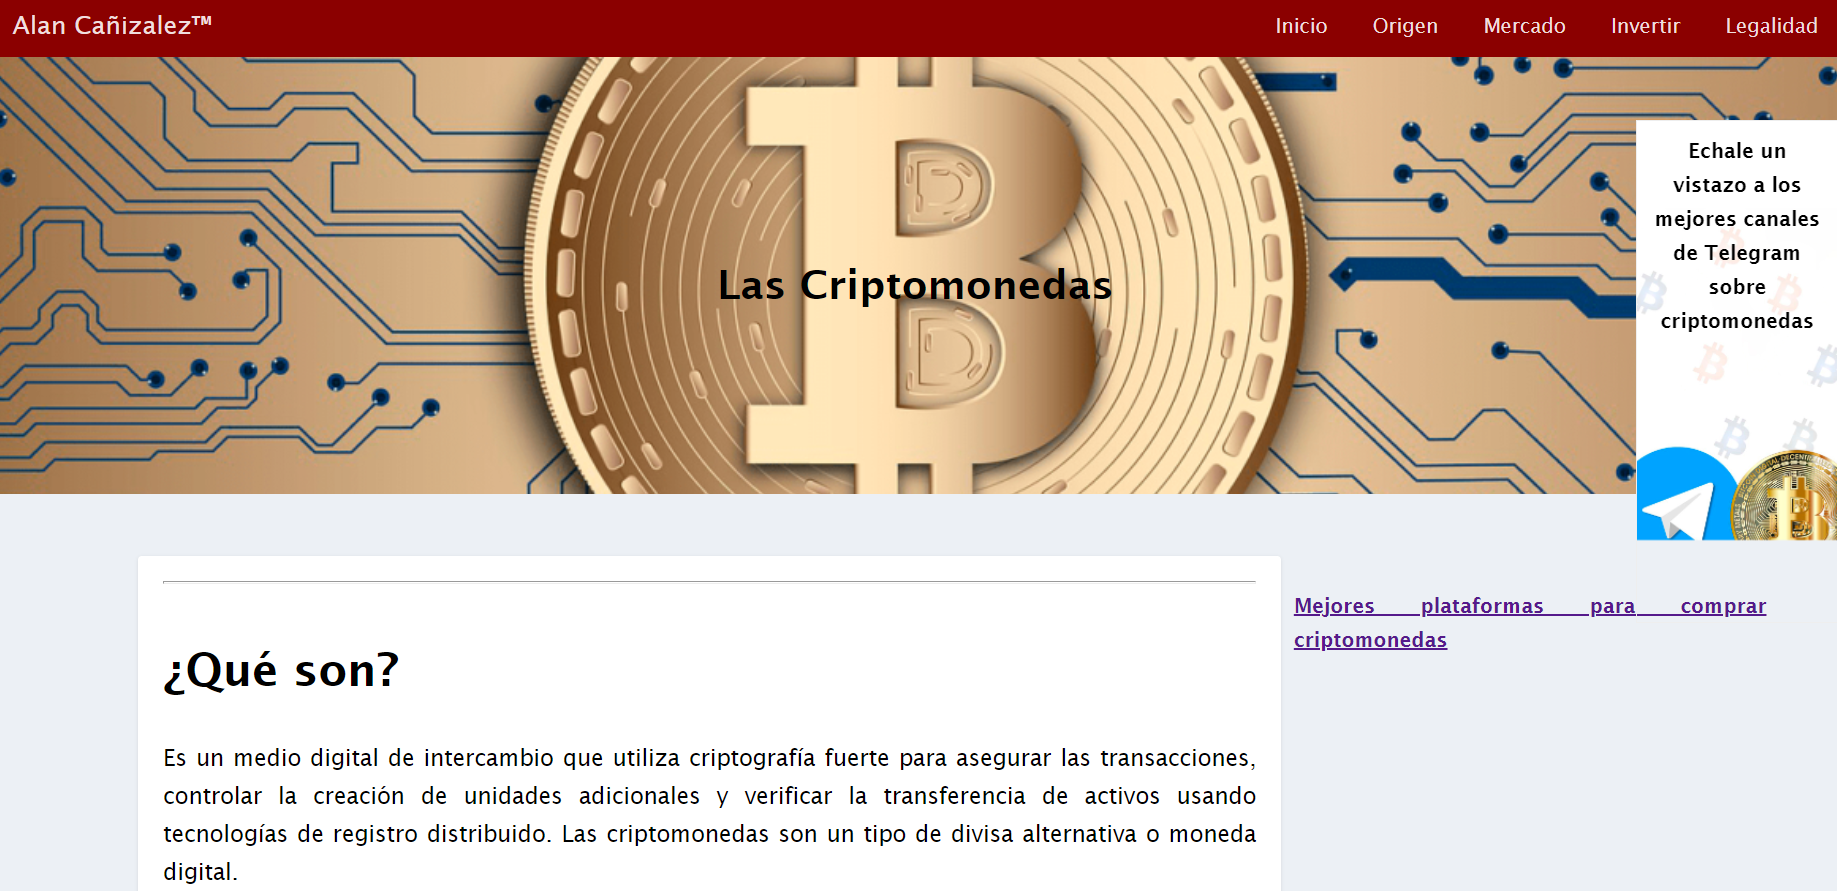 Alan Cañizalez™
Inicio Origen Mercado Invertir Legalidad
Las Criptomonedas
Echale un
vistazo a los
mejores canales
de Telegram
sobre
criptomonedas
¿Qué son?
Es un medio digital de intercambio que utiliza criptografía fuerte para asegurar las transacciones,
controlar la creación de unidades adicionales y verificar la transferencia de activos usando
tecnologías de registro distribuido. Las criptomonedas son un tipo de divisa alternativa o moneda
digital.
Mejores plataformas para comprar
criptomonedas